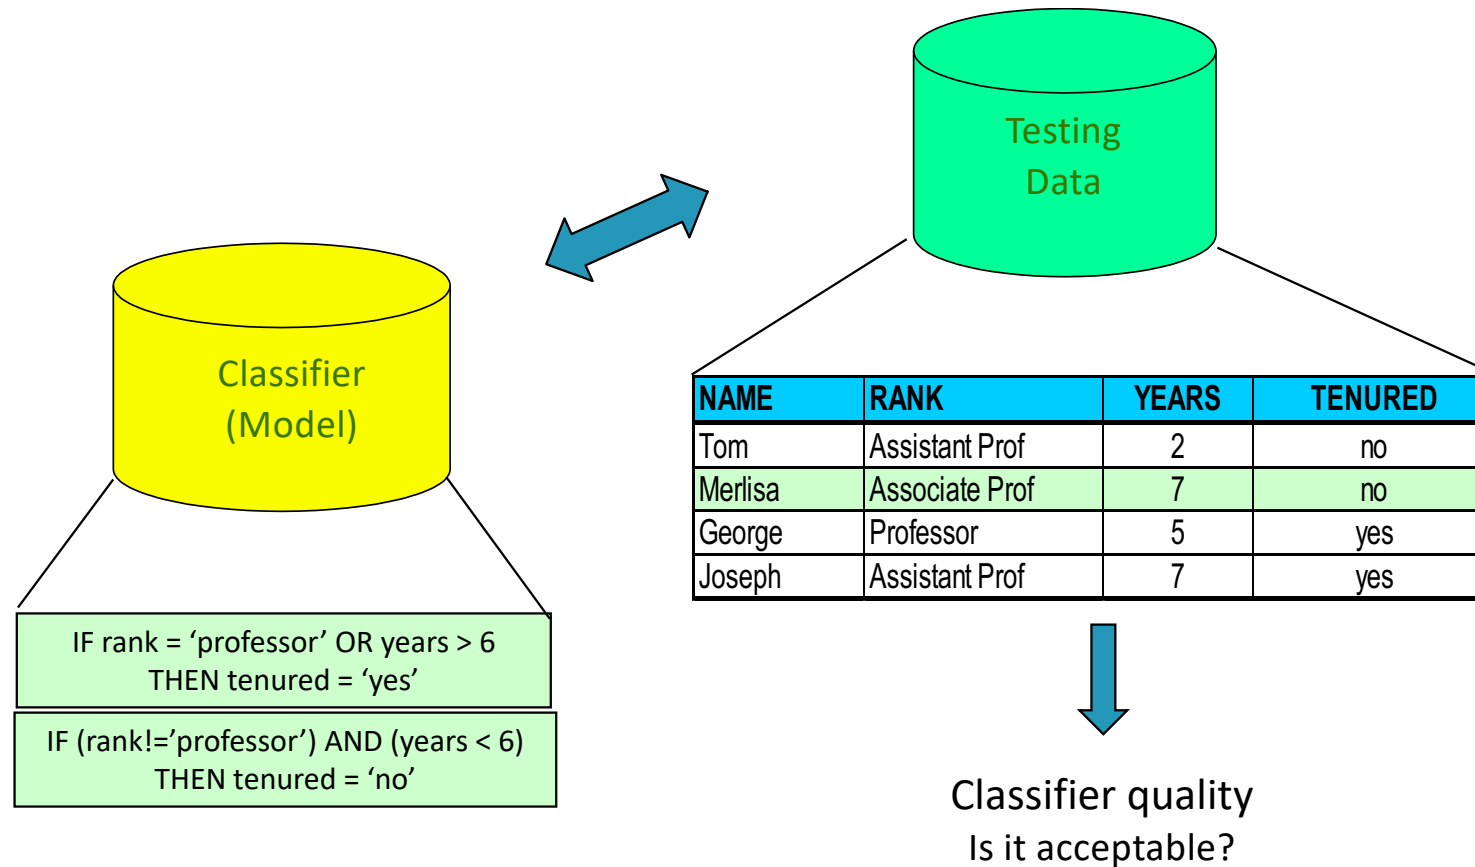 Testing
Data
Classifier
(Model)
NAME RANK YEARS TENURED
Tom Assistant Prof 2 no
Merlisa Associate Prof 7 no
George Professor 5 yes
Joseph Assistant Prof 7 yes
IF rank = ‘professor’ OR years > 6
THEN tenured = ‘yes’
IF (rank!=’professor’) AND (years < 6)
THEN tenured = ‘no’
Classifier quality
Is it acceptable?